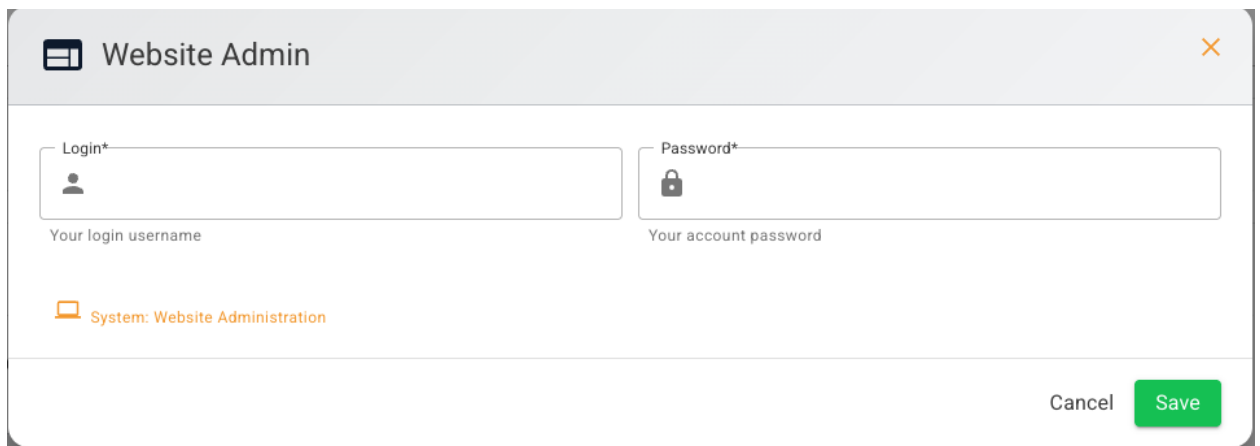 Website Admin
Login*
Password*
Your login username
Your account password
System: Website Administration
Cancel
Save